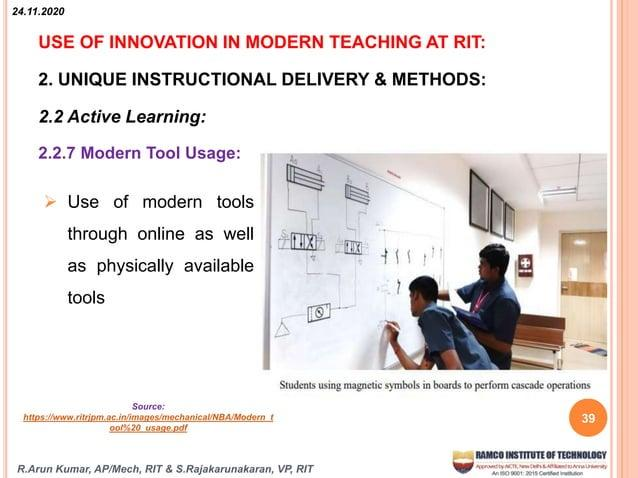 24.11.2020
USE OF INNOVATION IN MODERN TEACHING AT RIT:
2. UNIQUE INSTRUCTIONAL DELIVERY & METHODS:
2.2 Active Learning:
2.2.7 Modern Tool Usage:
➢ Use of modern tools
through online as well
as physically available
tools
Students using magnetic symbols in boards to perform cascade operations
Source:
https://www.ritrjpm.ac.in/images/mechanical/NBA/Modern_t
ool%20_usage.pdf
39
R.Arun Kumar, AP/Mech, RIT & S.Rajakarunakaran, VP, RIT
RAMCO INSTITUTE OF TECHNOLOGY
Approved by AICTE, New Delhi & Affiliated to Anna University
An ISO 9001: 2015 Certified Institution